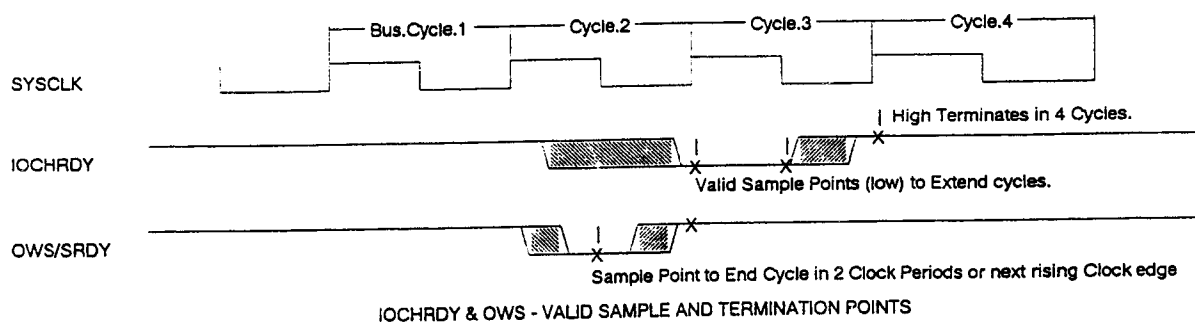 Bus.Cycle.1 Cycle.2 Cycle.3 Cycle.4
SYSCLK
High Terminates in 4 Cycles.
IOCHRDY
Valid Sample Points (low) to Extend cycles.
OWS/SRDY
Sample Point to End Cycle in 2 Clock Periods or next rising Clock edge
IOCHRDY & OWS - VALID SAMPLE AND TERMINATION POINTS